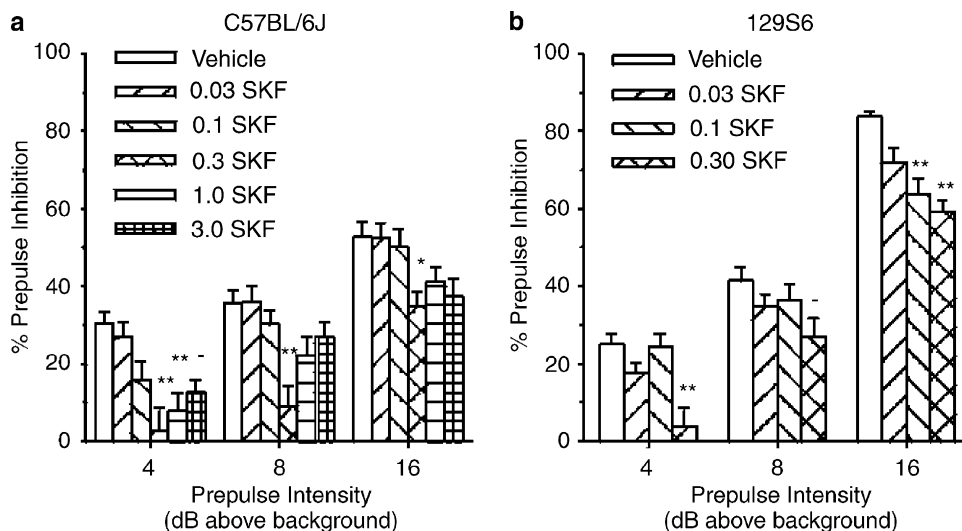 a
C57BL/6J
100
80
60
40
20
0
% Prepulse Inhibition
Vehicle
0.03 SKF
0.1 SKF
0.3 SKF
1.0 SKF
3.0 SKF
**
** -
**
*
4
8
16
Prepulse Intensity
(dB above background)
b
129S6
100
80
60
40
20
0
% Prepulse Inhibition
Vehicle
0.03 SKF
0.1 SKF
0.30 SKF
**
-
**
**
4
8
16
Prepulse Intensity
(dB above background)